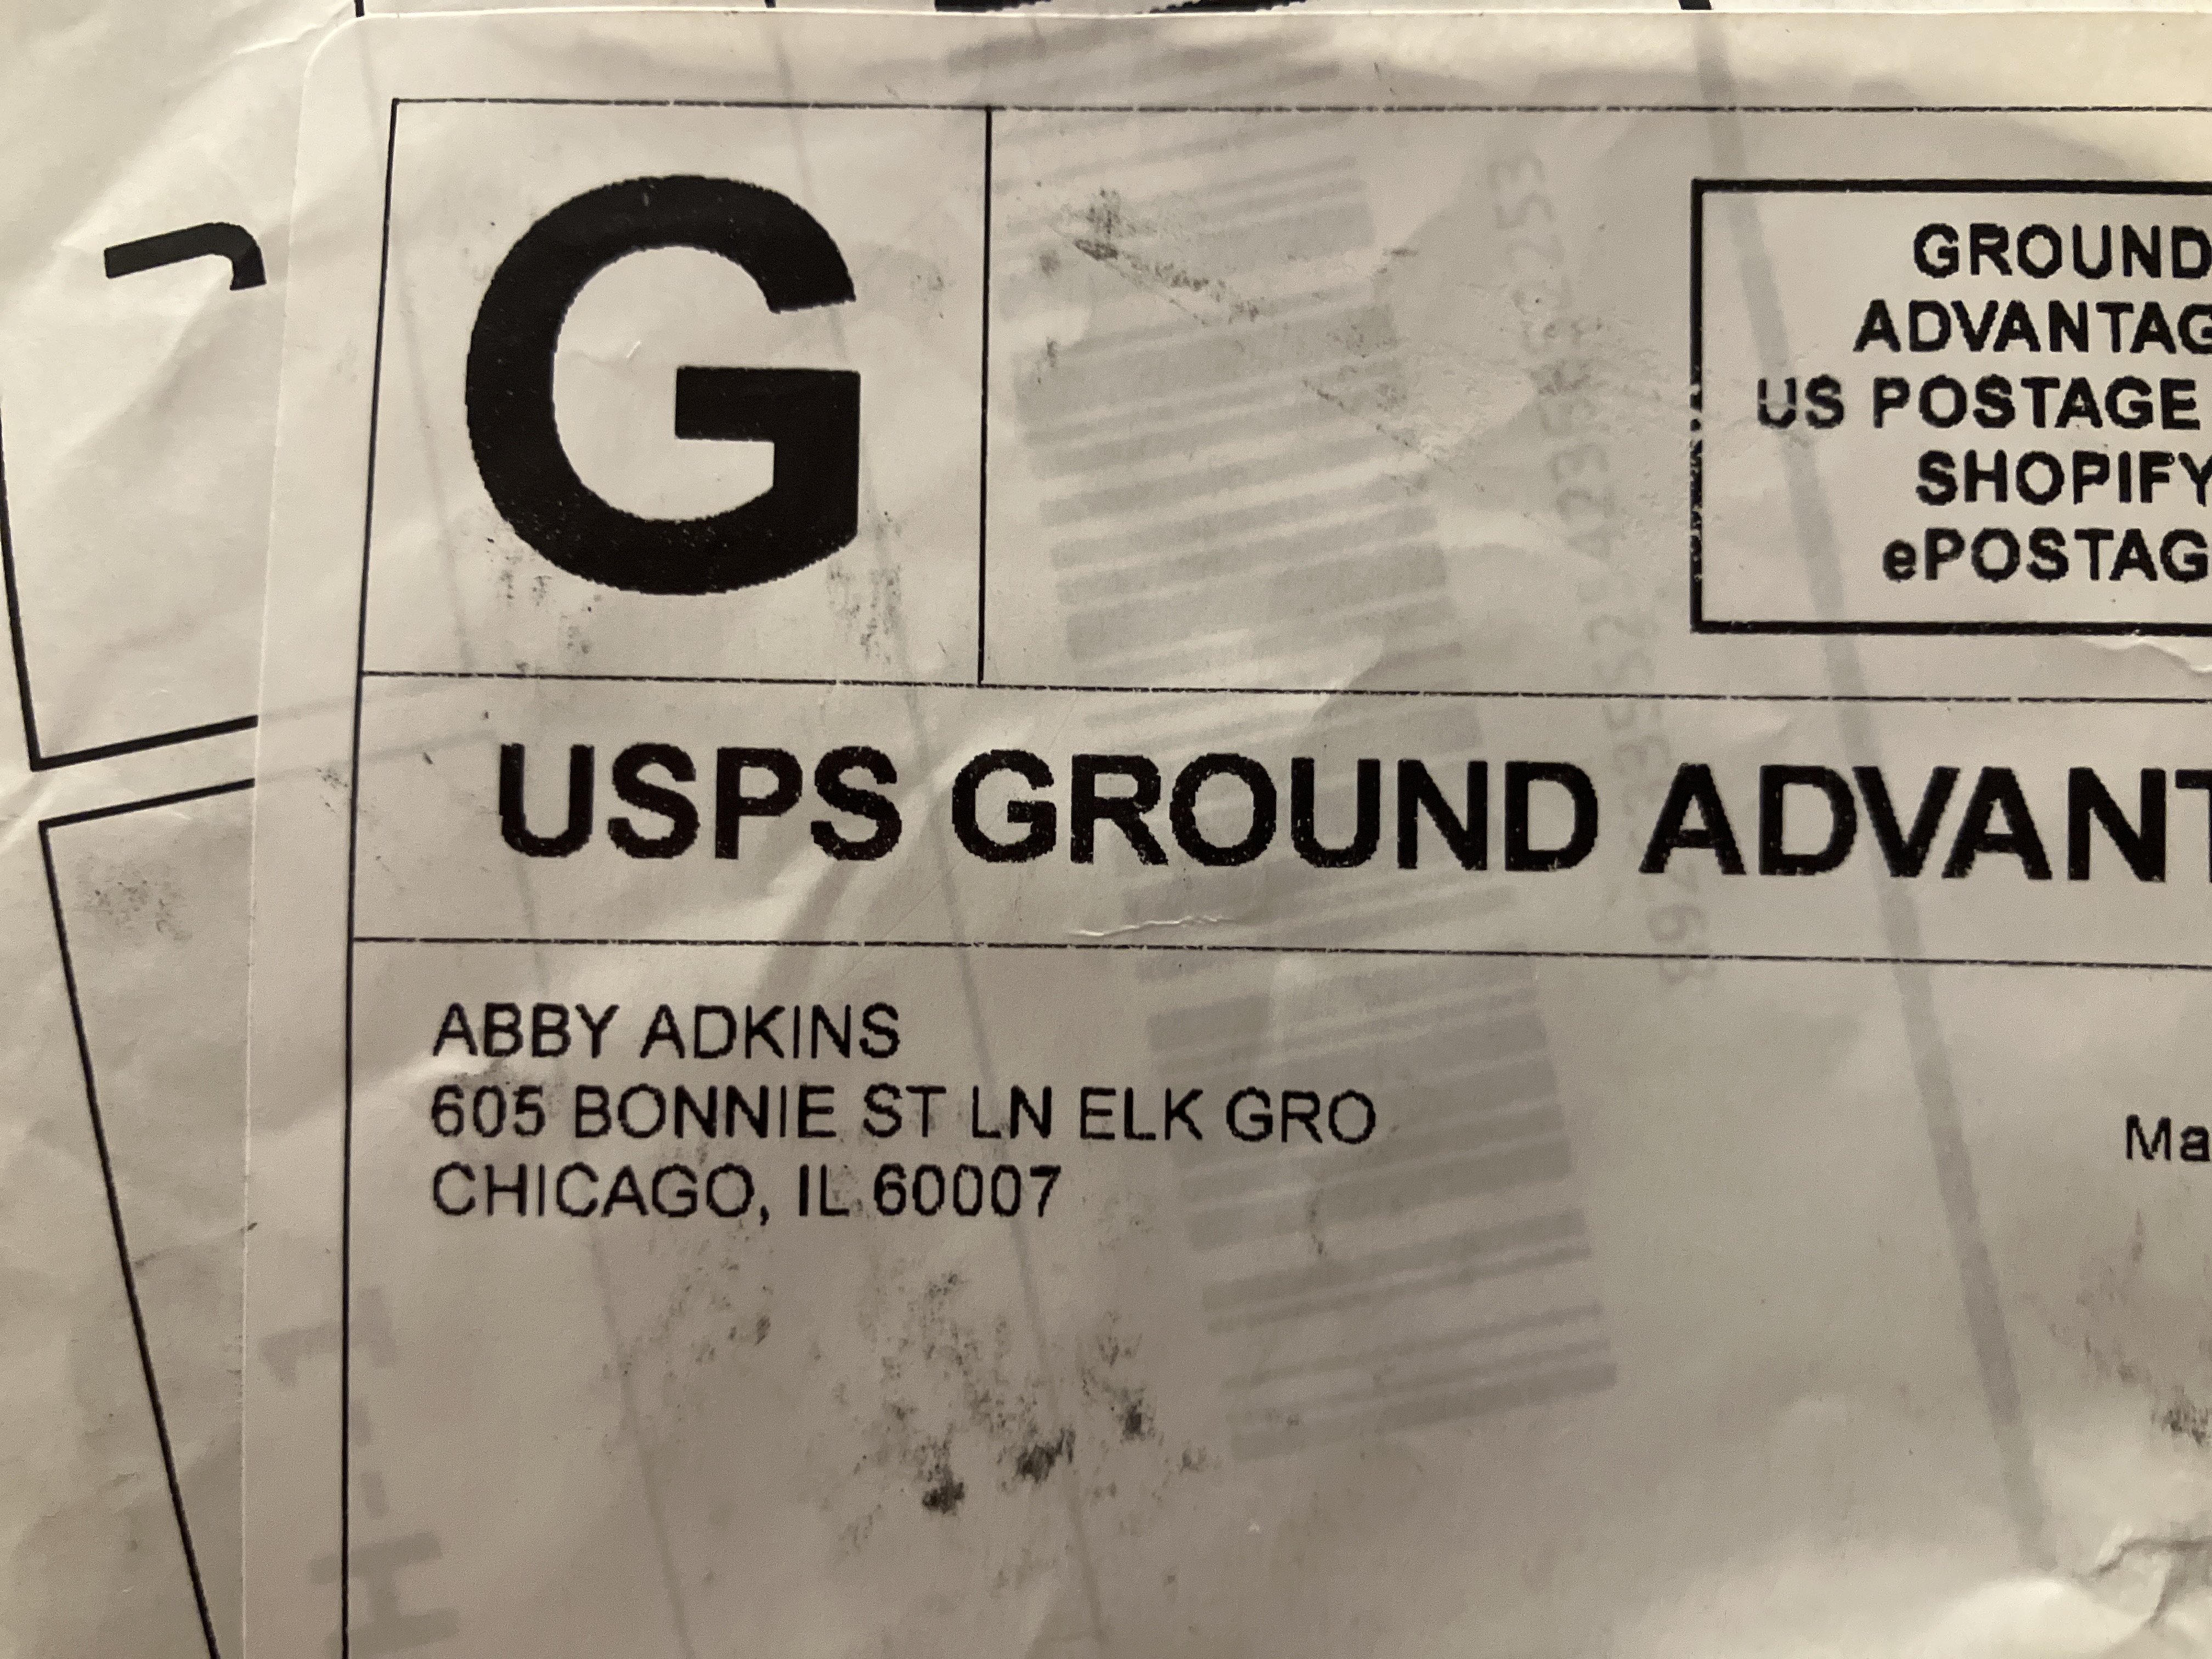 G
GROUND
ADVANTAG
US POSTAGE
SHOPIFY
ePOSTAG
USPS GROUND ADVANT
ABBY ADKINS
605 BONNIE ST LN ELK GRO
CHICAGO, IL 60007
Ma